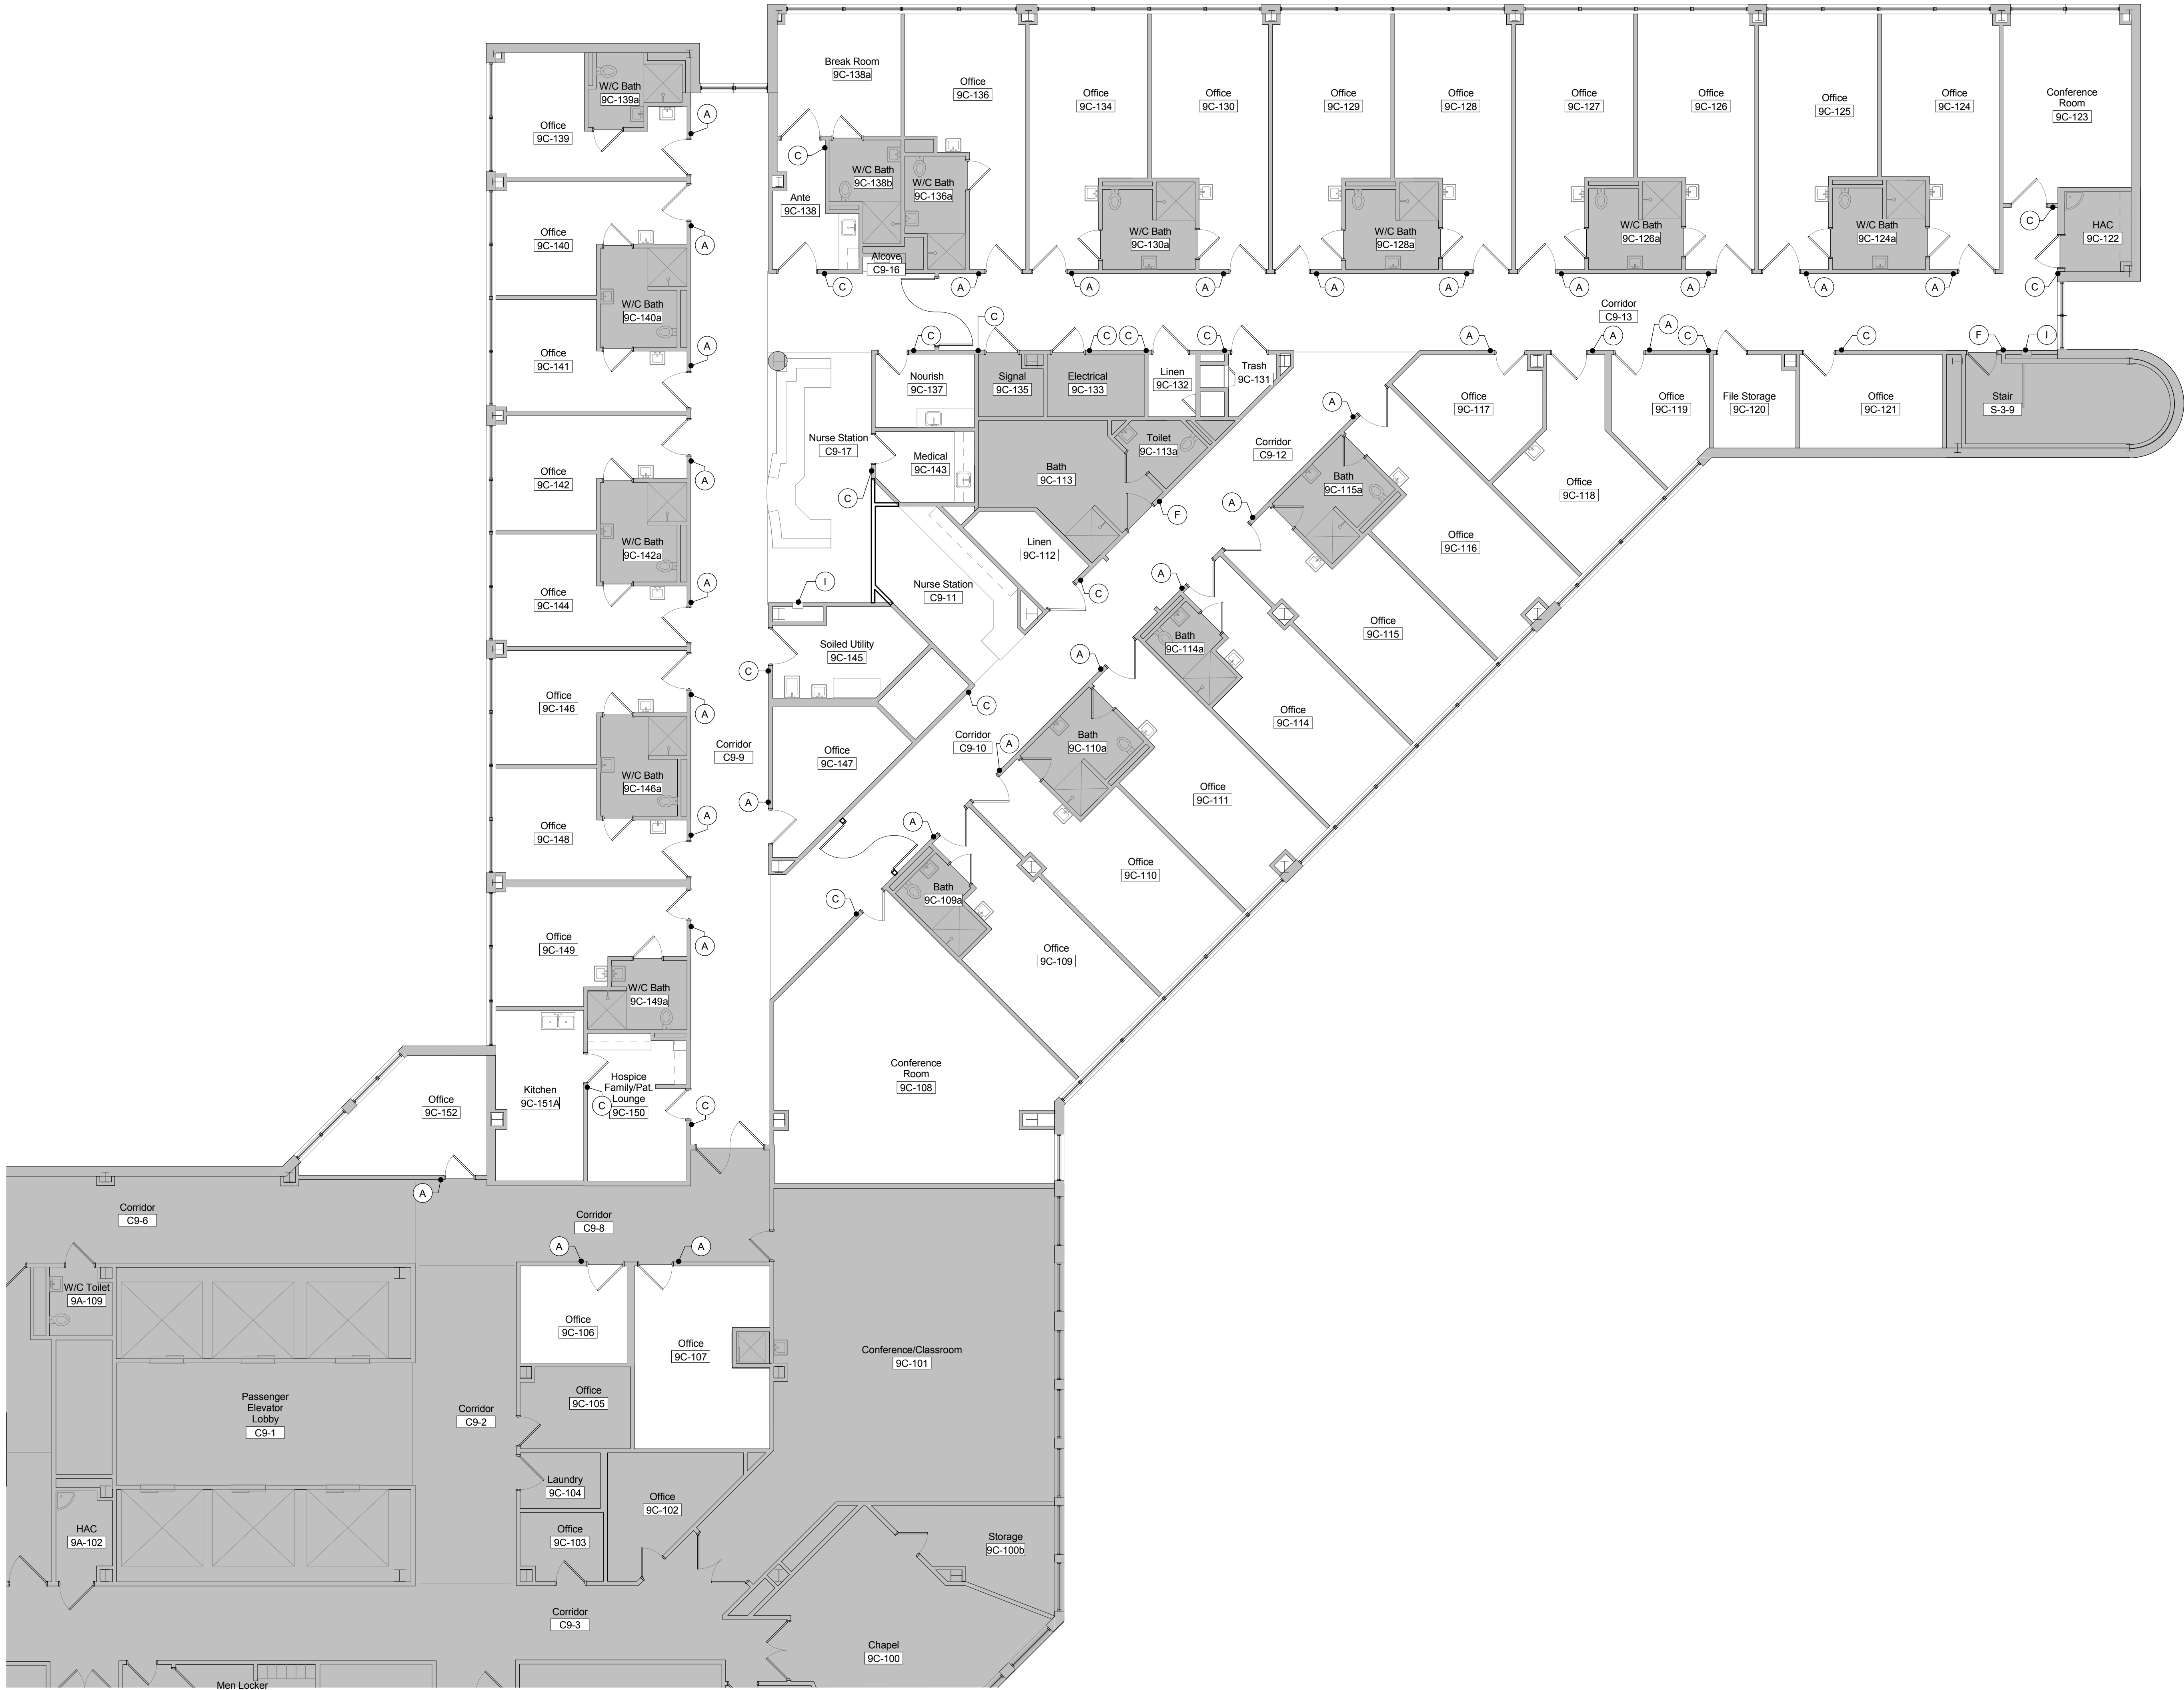 Break Room
9C-138a
Office
9C-136
Office
9C-134
Office
9C-130
Office
9C-129
Office
9C-128
Office
9C-127
Office
9C-126
Office
9C-125
Office
9C-124
Conference
Room
9C-123
W/C Bath
9C-139a
A
Office
9C-139
C
W/C Bath
9C-138b
W/C Bath
9C-136a
Ante
9C-138
Alcove
C9-16
W/C Bath
9C-130a
W/C Bath
9C-128a
W/C Bath
9C-126a
W/C Bath
9C-124a
C
HAC
9C-122
Office
9C-140
A
C
A
A
A
A
A
A
A
A
A
C
W/C Bath
9C-140a
Corridor
C9-13
A
Office
9C-141
C
C
C
C
C
A
A
A
C
C
F
I
Nourish
9C-137
Signal
9C-135
Electrical
9C-133
Linen
9C-132
Trash
9C-131
Office
9C-117
Office
9C-119
File Storage
9C-120
Office
9C-121
Stair
S-3-9
A
Nurse Station
C9-17
Medical
9C-143
Toilet
9C-113a
Corridor
C9-12
Office
9C-142
A
C
Bath
9C-113
Bath
9C-115a
Office
9C-118
A
F
W/C Bath
9C-142a
Linen
9C-112
Office
9C-116
Office
9C-144
A
I
Nurse Station
C9-11
C
A
Office
9C-115
Soiled Utility
9C-145
C
Bath
9C-114a
A
Office
9C-146
A
C
Office
9C-114
Corridor
C9-9
Office
9C-147
Corridor
C9-10
A
Bath
9C-110a
W/C Bath
9C-146a
A
Office
9C-111
Office
9C-148
A
A
Office
9C-110
Bath
9C-109a
C
Office
9C-149
A
Office
9C-109
W/C Bath
9C-149a
Conference
Room
9C-108
Office
9C-152
Kitchen
9C-151A
Hospice
Family/Pat.
Lounge
9C-150
C
C
A
Corridor
C9-6
Corridor
C9-8
A
A
W/C Toilet
9A-109
Office
9C-106
Office
9C-107
Conference/Classroom
9C-101
Passenger
Elevator
Lobby
C9-1
Corridor
C9-2
Office
9C-105
Laundry
9C-104
Office
9C-102
HAC
9A-102
Office
9C-103
Storage
9C-100b
Corridor
C9-3
Chapel
9C-100
Men Locker